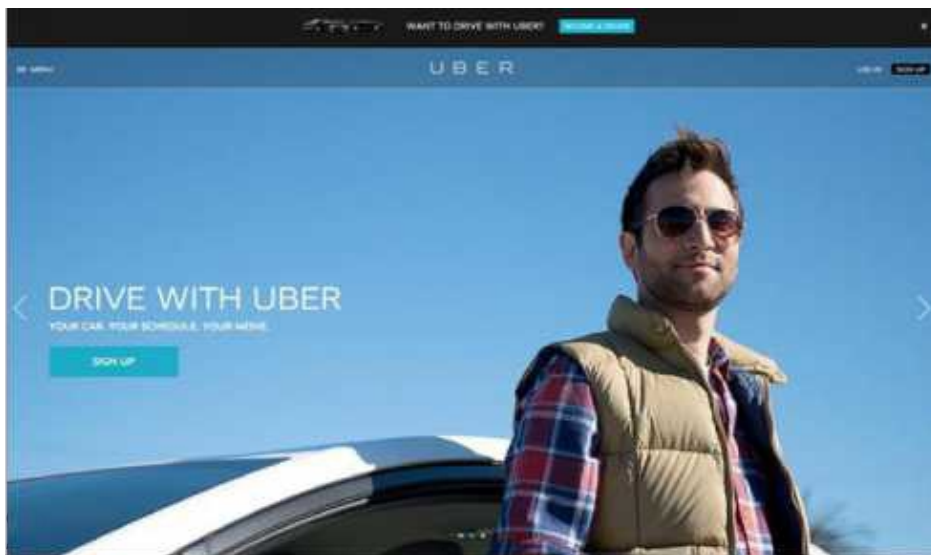 WANT TO DRIVE WITH UBER? BECOME A DRIVER
MENU
UBER
LOG IN
SIGN UP
DRIVE WITH UBER
YOUR CAR. YOUR SCHEDULE. YOUR MOVE.
SIGN UP